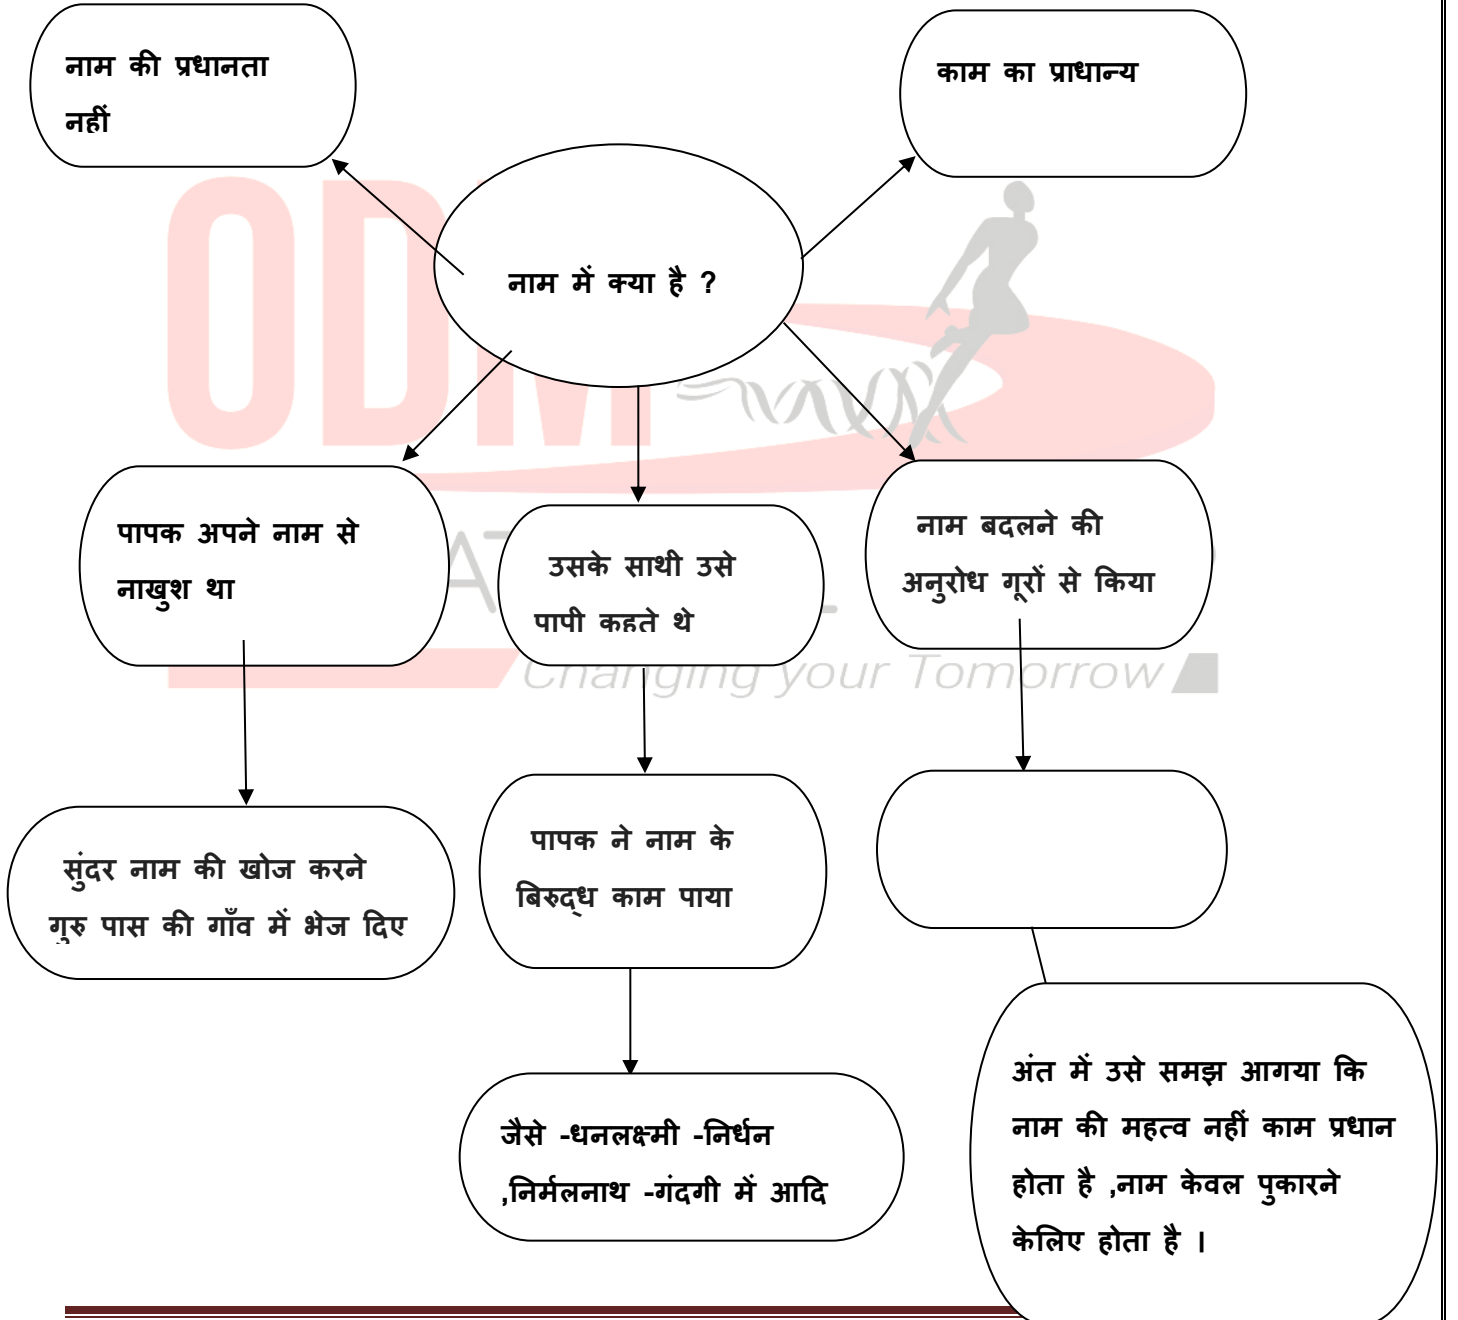 नाम की प्रधानता
नहीं
काम का प्राधान्य
नाम में क्या है ?
पापक अपने नाम से
नाखुश था
उसके साथी उसे
पापी कहते थे
नाम बदलने की
अनुरोध गूरों से किया
सुंदर नाम की खोज करने
गुरु पास की गाँव में भेज दिए
पापक ने नाम के
बिरुद्ध काम पाया
जैसे -धनलक्ष्मी -निर्धन
,निर्मलनाथ -गंदगी में आदि
अंत में उसे समझ आगया कि
नाम की महत्व नहीं काम प्रधान
होता है ,नाम केवल पुकारने
केलिए होता है ।
ODM
Changing your Tomorrow